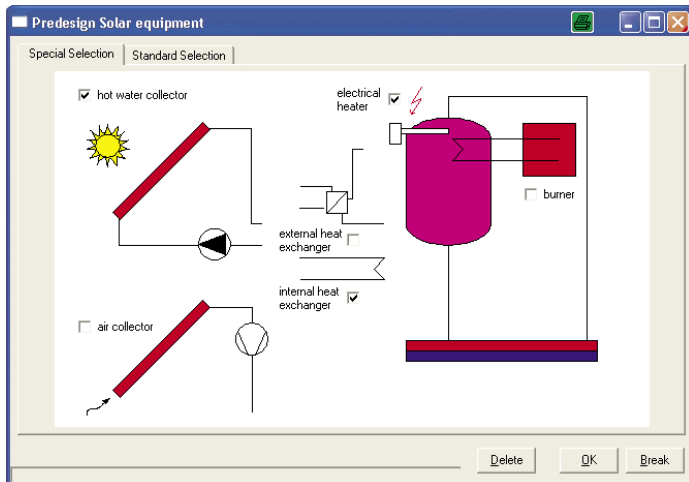 Predesign Solar equipment
Special Selection
Standard Selection
hot water collector
electrical
heater
burner
external heat
exchanger
internal heat
exchanger
air collector
Delete
OK
Break